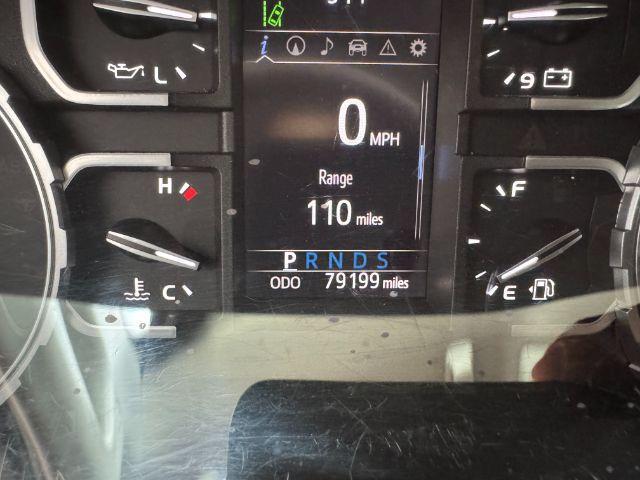 L
9
0 MPH
H
Range
F
110 miles
P R N D S
C
E
ODO 79199 miles